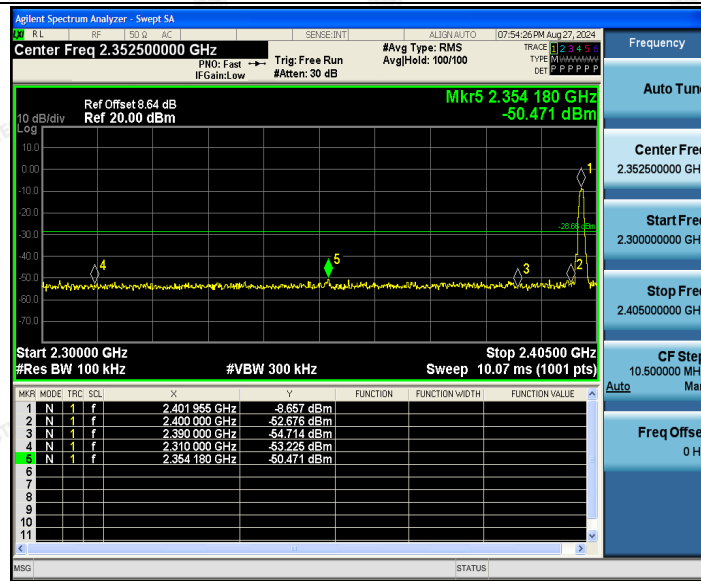 Agilent Spectrum Analyzer - Swept SA
LXI RL RF 50 Ω AC SENSE:INT ALIGN AUTO 07:54:26 PM Aug 27, 2024
Center Freq 2.352500000 GHz
PNO: Fast
IFGain:Low
Trig: Free Run
#Atten: 30 dB
#Avg Type: RMS
Avg|Hold: 100/100
TRACE 1 2 3 4 5 6
TYPE M WWWWW
DET P P P P P P
Ref Offset 8.64 dB
10 dB/div Ref 20.00 dBm
Log
Mkr5 2.354 180 GHz
-50.471 dBm
10.0
0.00
-10.0
-20.0
-30.0
-40.0
-50.0
-60.0
-70.0
1
-28.66 dBm
5
4
3
2
Start 2.30000 GHz Stop 2.40500 GHz
#Res BW 100 kHz #VBW 300 kHz Sweep 10.07 ms (1001 pts)
MKR MODE TRC SCL X Y FUNCTION FUNCTION WIDTH FUNCTION VALUE
1 N 1 f 2.401 955 GHz -8.657 dBm
2 N 1 f 2.400 000 GHz -52.676 dBm
3 N 1 f 2.390 000 GHz -54.714 dBm
4 N 1 f 2.310 000 GHz -53.225 dBm
5 N 1 f 2.354 180 GHz -50.471 dBm
6
7
8
9
10
11
MSG STATUS
Frequency
Auto Tun
Center Fre
2.352500000 GH
Start Fre
2.300000000 GH
Stop Fre
2.405000000 GH
CF Step
10.500000 MH
Auto Ma
Freq Offse
0 H